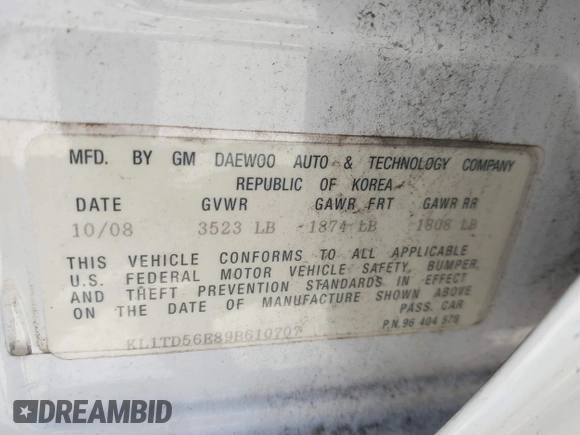 MFD. BY GM DAEWOO AUTO & TECHNOLOGY COMPANY
REPUBLIC OF KOREA
DATE GVWR GAWR FRT GAWR RR
10/08 3523 LB 1874 LB 1808 LB
THIS VEHICLE CONFORMS TO ALL APPLICABLE
U.S. FEDERAL MOTOR VEHICLE SAFETY, BUMPER,
AND THEFT PREVENTION STANDARDS IN EFFECT
ON THE DATE OF MANUFACTURE SHOWN ABOVE.
PASS. CAR
KL1TD56E89B610707
P.N. 96 404 578
DREAMBID